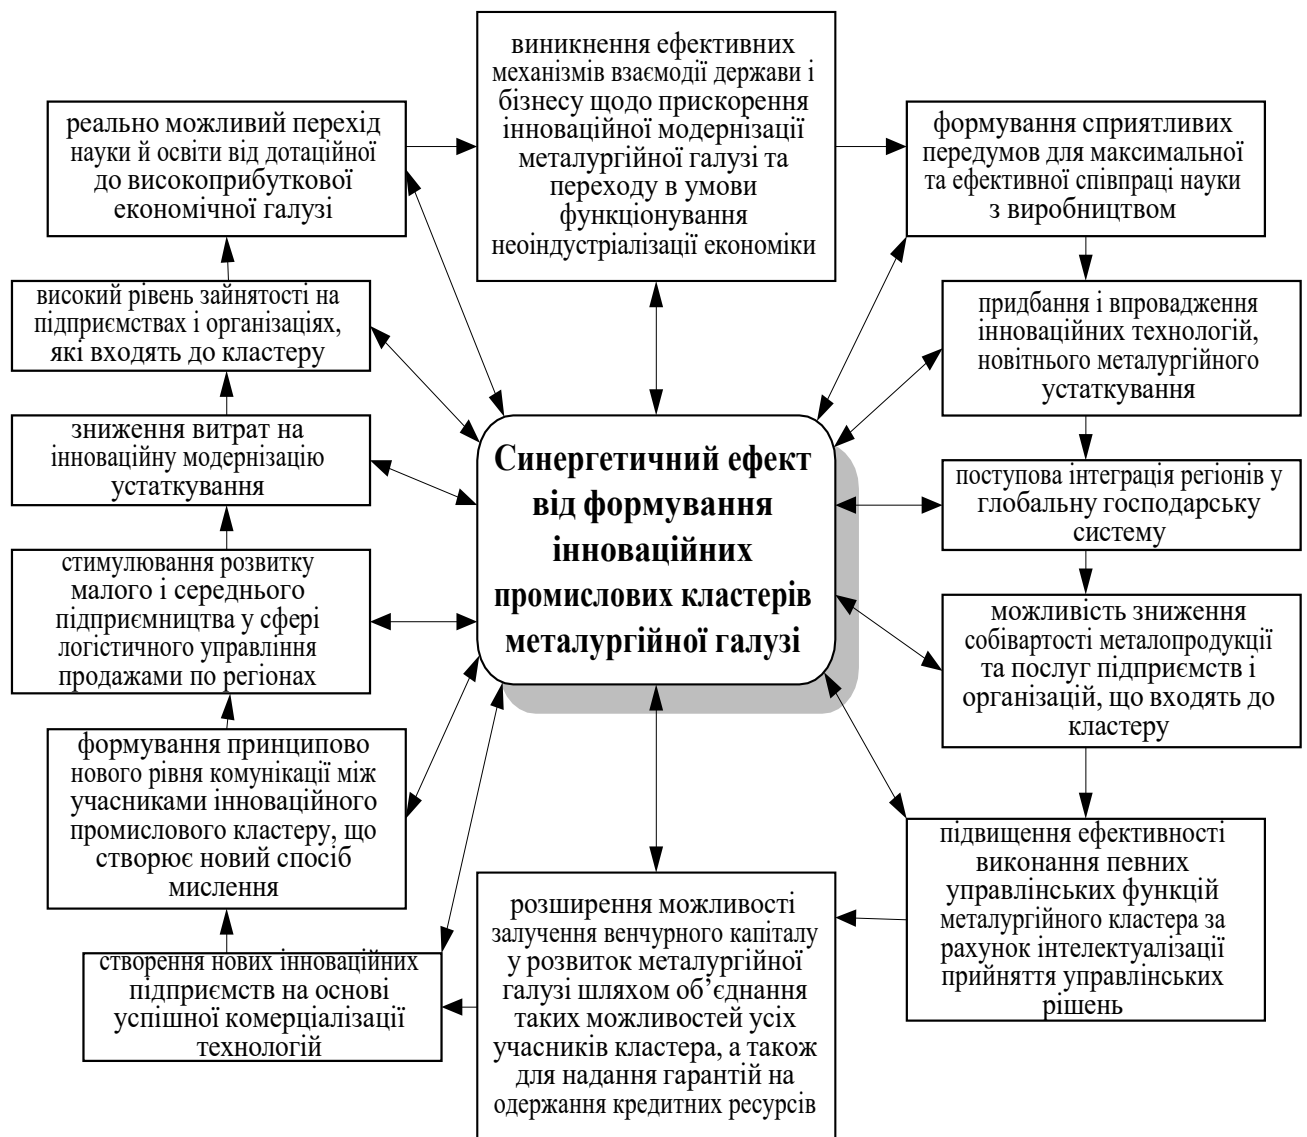 виникнення ефективних
механізмів взаємодії держави і
бізнесу щодо прискорення
інноваційної модернізації
металургійної галузі та
переходу в умови
функціонування
неоіндустріалізації економіки
формування сприятливих
передумов для максимальної
та ефективної співпраці науки
з виробництвом
придбання і впровадження
інноваційних технологій,
новітнього металургійного
устаткування
поступова інтеграція регіонів у
глобальну господарську
систему
можливість зниження
собівартості металопродукції
та послуг підприємств і
організацій, що входять до
кластеру
підвищення ефективності
виконання певних
управлінських функцій
металургійного кластера за
рахунок інтелектуалізації
прийняття управлінських
рішень
розширення можливості
залучення венчурного капіталу
у розвиток металургійної
галузі шляхом об’єднання
таких можливостей усіх
учасників кластера, а також
для надання гарантій на
одержання кредитних ресурсів
створення нових інноваційних
підприємств на основі
успішної комерціалізації
технологій
формування принципово
нового рівня комунікації між
учасниками інноваційного
промислового кластеру, що
створює новий спосіб
мислення
стимулювання розвитку
малого і середнього
підприємництва у сфері
логістичного управління
продажами по регіонах
зниження витрат на
інноваційну модернізацію
устаткування
високий рівень зайнятості на
підприємствах і організаціях,
які входять до кластеру
реально можливий перехід
науки й освіти від дотаційної
до високоприбуткової
економічної галузі
Синергетичний ефект
від формування
інноваційних
промислових кластерів
металургійної галузі